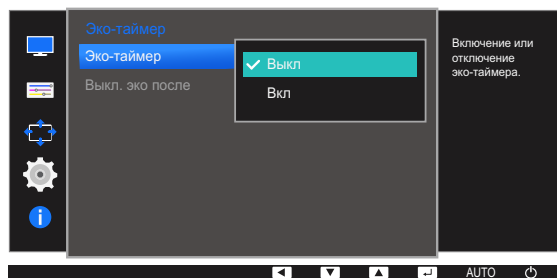 Эко-таймер
Эко-таймер
Выкл
Вкл
Выкл. эко после
Включение или
отключение
эко-таймера.
AUTO